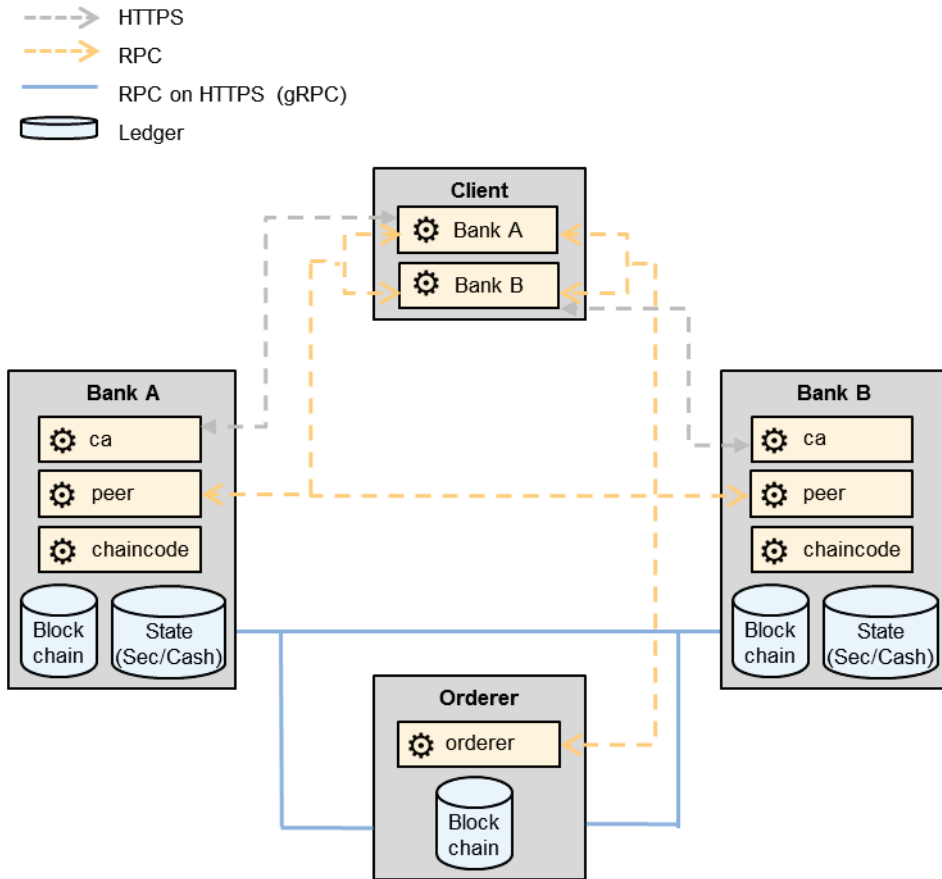 HTTPS
RPC
RPC on HTTPS (gRPC)
Ledger
Client
Bank A
Bank B
Bank A
ca
peer
chaincode
Block
chain
State
(Sec/Cash)
Bank B
ca
peer
chaincode
Block
chain
State
(Sec/Cash)
Orderer
orderer
Block
chain